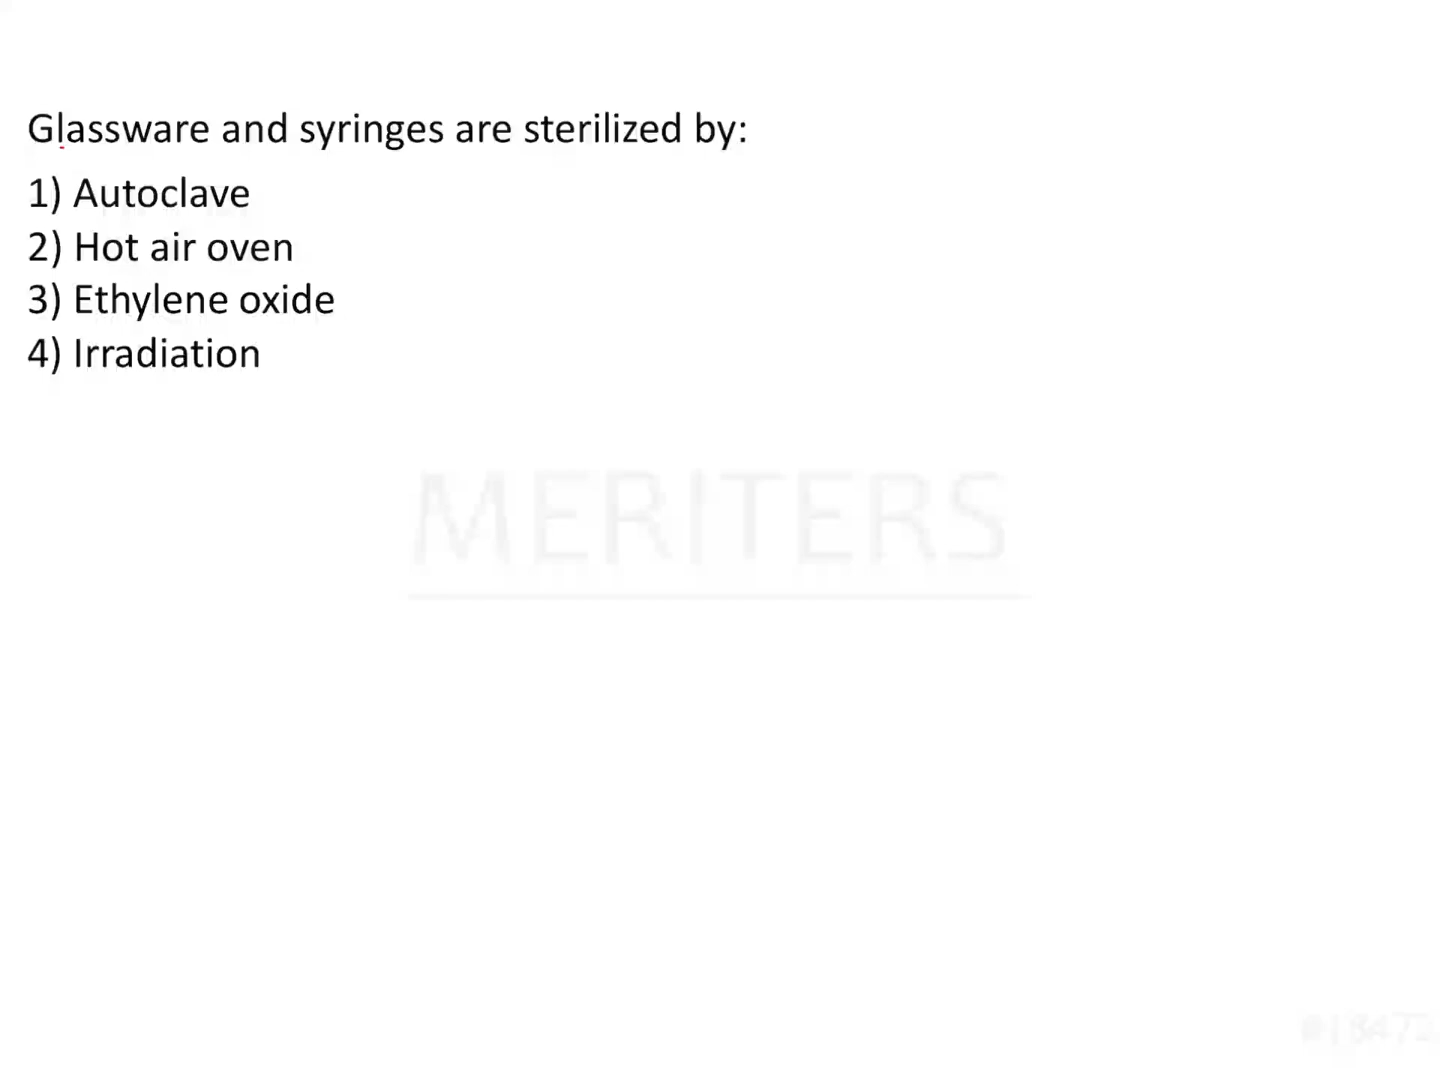 Glassware and syringes are sterilized by:
1) Autoclave
2) Hot air oven
3) Ethylene oxide
4) Irradiation
MERITERS